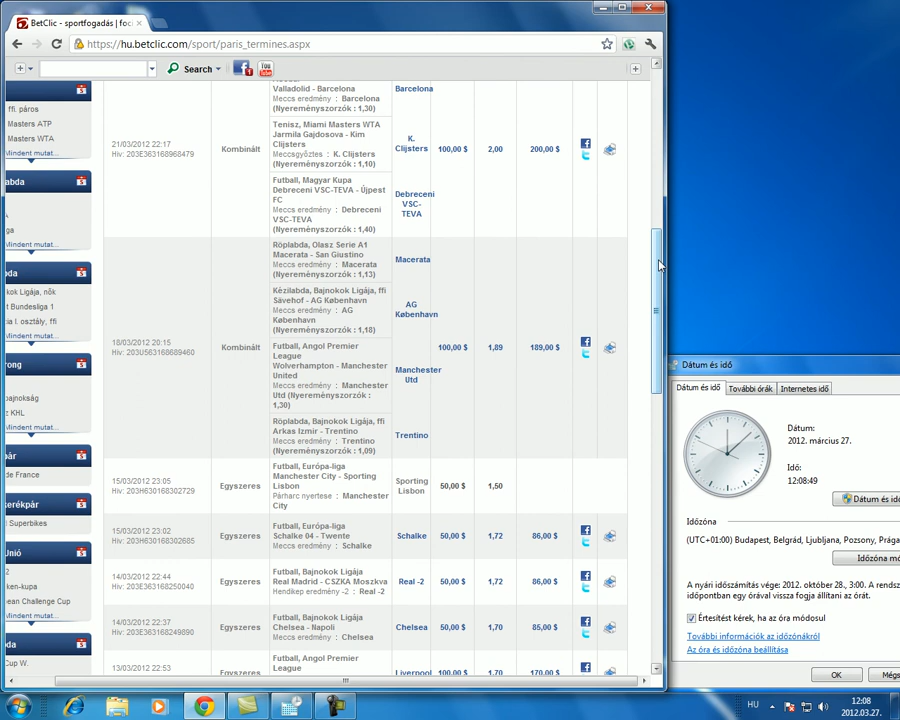 BetClic - sportfogadás | foci
https://hu.betclic.com/sport/paris_termines.aspx
Search
ffi. páros
Masters ATP
Masters WTA
Mindent mutat...
labda
ga
Mindent mutat...
bda
kok Ligája, nők
t Bundesliga 1
cia I. osztály, ffi
Mindent mutat...
rong
bajnokság
z KHL
Mindent mutat...
pár
de France
kerékpár
Superbikes
Unió
2
ken-kupa
pean Challenge Cup
Mindent mutat...
oda
Cup W.
Valladolid - Barcelona
Meccs eredmény : Barcelona
(Nyereményszorzók : 1,30)
Barcelona
21/03/2012 22:17
Hiv: 203E363168968479
Kombinált
Tenisz, Miami Masters WTA
Jarmila Gajdosova - Kim
Clijsters
Meccsgyőztes : K. Clijsters
(Nyereményszorzók : 1,10)
K.
Clijsters
100,00 $
2,00
200,00 $
Futball, Magyar Kupa
Debreceni VSC-TEVA - Újpest
FC
Meccs eredmény : Debreceni
VSC-TEVA
(Nyereményszorzók : 1,40)
Debreceni
VSC-
TEVA
18/03/2012 20:15
Hiv: 203U563168689460
Kombinált
Röplabda, Olasz Serie A1
Macerata - San Giustino
Meccs eredmény : Macerata
(Nyereményszorzók : 1,13)
Macerata
Kézilabda, Bajnokok Ligája, ffi
Sävehof - AG København
Meccs eredmény : AG
København
(Nyereményszorzók : 1,18)
AG
København
100,00 $
1,89
189,00 $
Futball, Angol Premier
League
Wolverhampton - Manchester
United
Meccs eredmény : Manchester
Utd (Nyereményszorzók :
1,30)
Manchester
Utd
Röplabda, Bajnokok Ligája, ffi
Arkas Izmir - Trentino
Meccs eredmény : Trentino
(Nyereményszorzók : 1,09)
Trentino
15/03/2012 23:05
Hiv: 203H630168302729
Egyszeres
Futball, Európa-liga
Manchester City - Sporting
Lisbon
Párharc nyertese : Manchester
City
Sporting
Lisbon
50,00 $
1,50
15/03/2012 23:02
Hiv: 203H630168302685
Egyszeres
Futball, Európa-liga
Schalke 04 - Twente
Meccs eredmény : Schalke
Schalke
50,00 $
1,72
86,00 $
14/03/2012 22:44
Hiv: 203E363168250040
Egyszeres
Futball, Bajnokok Ligája
Real Madrid - CSZKA Moszkva
Hendikep eredmény -2 : Real -2
Real -2
50,00 $
1,72
86,00 $
14/03/2012 22:37
Hiv: 203E363168249890
Egyszeres
Futball, Bajnokok Ligája
Chelsea - Napoli
Meccs eredmény : Chelsea
Chelsea
50,00 $
1,70
85,00 $
13/03/2012 22:53
Egyszeres
Futball, Angol Premier
League
Liverpool
100,00 $
1,70
170,00 $
Dátum és idő
Dátum és idő
További órák
Internetes idő
Dátum:
2012. március 27.
Idő:
12:08:49
Dátum és idő
Időzóna
(UTC+01:00) Budapest, Belgrád, Ljubljana, Pozsony, Prága
Időzóna mó
A nyári időszámítás vége: 2012. október 28., 3:00. A rendsz
időpontban egy órával vissza fogja állítani az órát.
Értesítést kérek, ha az óra módosul
További információk az időzónákról
Az óra és időzóna beállítása
OK
Mégs
HU
12:08
2012.03.27.